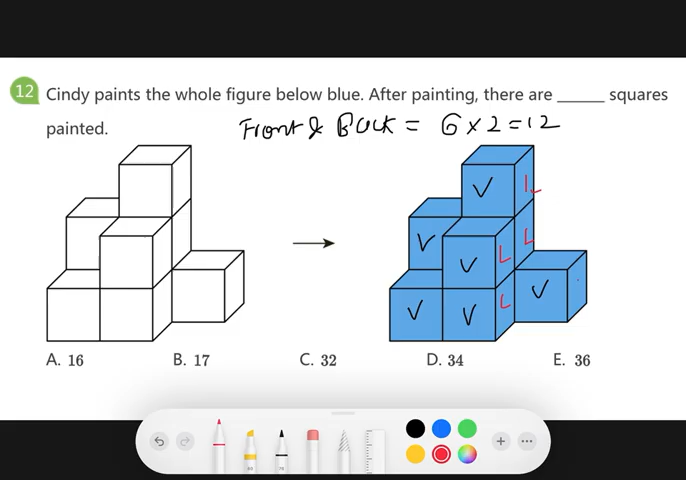 12 Cindy paints the whole figure below blue. After painting, there are ______ squares
painted.
Front & Back = 6 × 2 = 12
V L
V V L L
V V L V
A. 16 B. 17 C. 32 D. 34 E. 36